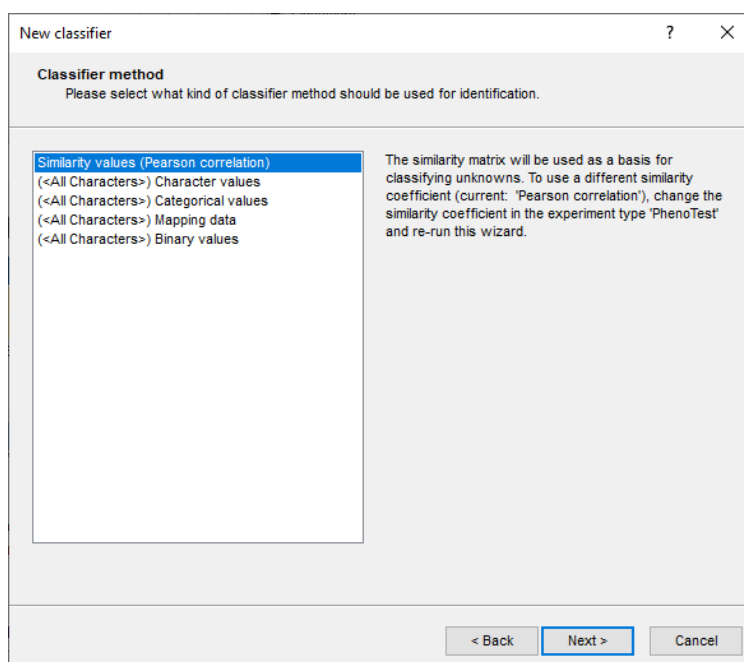 New classifier
?
Classifier method
Please select what kind of classifier method should be used for identification.
Similarity values (Pearson correlation)
(<All Characters>) Character values
(<All Characters>) Categorical values
(<All Characters>) Mapping data
(<All Characters>) Binary values
The similarity matrix will be used as a basis for
classifying unknowns. To use a different similarity
coefficient (current: 'Pearson correlation'), change the
similarity coefficient in the experiment type 'PhenoTest'
and re-run this wizard.
< Back
Next >
Cancel